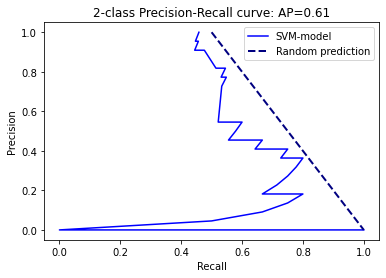 2-class Precision-Recall curve: AP=0.61
SVM-model
Random prediction
Precision
1.0
0.8
0.6
0.4
0.2
0.0
0.0 0.2 0.4 0.6 0.8 1.0
Recall